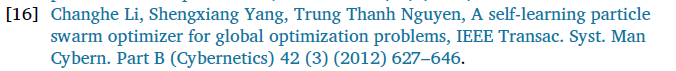 [16] Changhe Li, Shengxiang Yang, Trung Thanh Nguyen, A self-learning particle
swarm optimizer for global optimization problems, IEEE Transac. Syst. Man
Cybern. Part B (Cybernetics) 42 (3) (2012) 627–646.